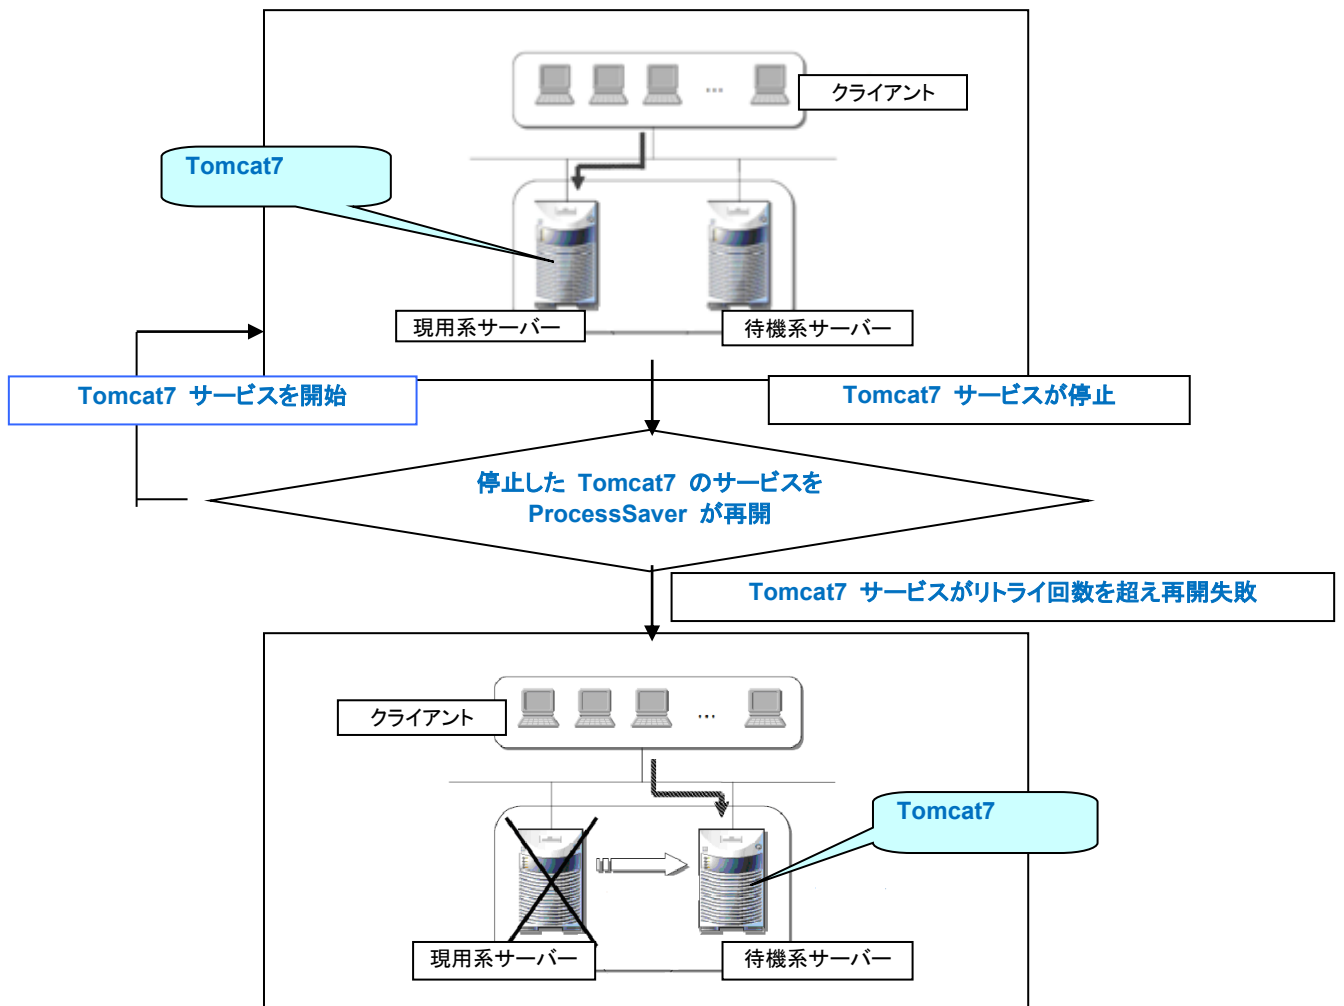 クライアント
Tomcat7
現用系サーバー
待機系サーバー
Tomcat7 サービスを開始
Tomcat7 サービスが停止
停止した Tomcat7 のサービスを
ProcessSaver が再開
Tomcat7 サービスがリトライ回数を超え再開失敗
クライアント
Tomcat7
現用系サーバー
待機系サーバー